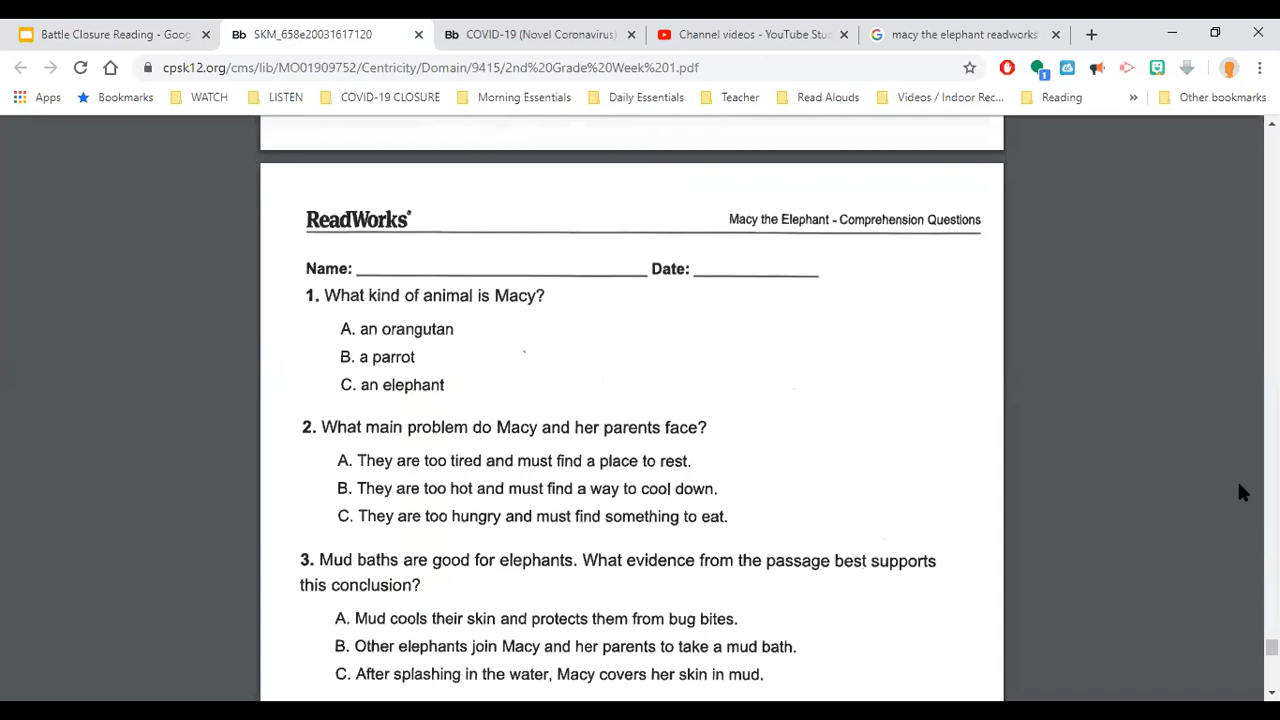 Battle Closure Reading - Goog
SKM_658e20031617120
COVID-19 (Novel Coronavirus)
Channel videos - YouTube Stu
macy the elephant readworks
cpsk12.org/cms/lib/MO01909752/Centricity/Domain/9415/2nd%20Grade%20Week%201.pdf
Apps Bookmarks WATCH LISTEN COVID-19 CLOSURE Morning Essentials Daily Essentials Teacher Read Alouds Videos / Indoor Rec... Reading » Other bookmarks
ReadWorks®
Macy the Elephant - Comprehension Questions
Name: Date:
1. What kind of animal is Macy?
A. an orangutan
B. a parrot
C. an elephant
2. What main problem do Macy and her parents face?
A. They are too tired and must find a place to rest.
B. They are too hot and must find a way to cool down.
C. They are too hungry and must find something to eat.
3. Mud baths are good for elephants. What evidence from the passage best supports
this conclusion?
A. Mud cools their skin and protects them from bug bites.
B. Other elephants join Macy and her parents to take a mud bath.
C. After splashing in the water, Macy covers her skin in mud.